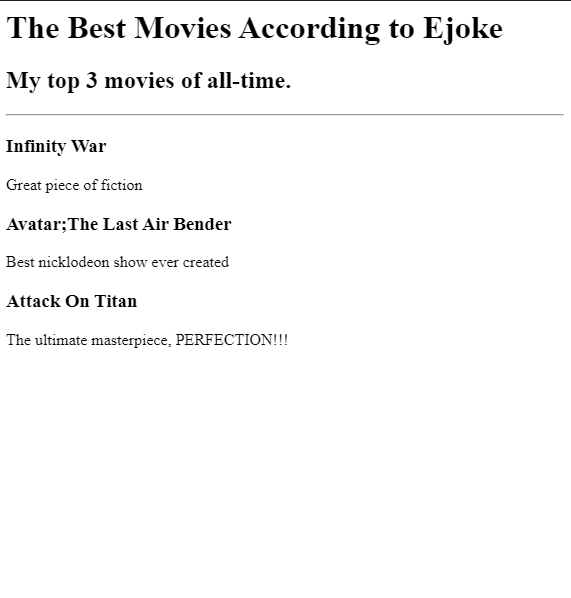 The Best Movies According to Ejoke
My top 3 movies of all-time.
Infinity War
Great piece of fiction
Avatar;The Last Air Bender
Best nicklodeon show ever created
Attack On Titan
The ultimate masterpiece, PERFECTION!!!